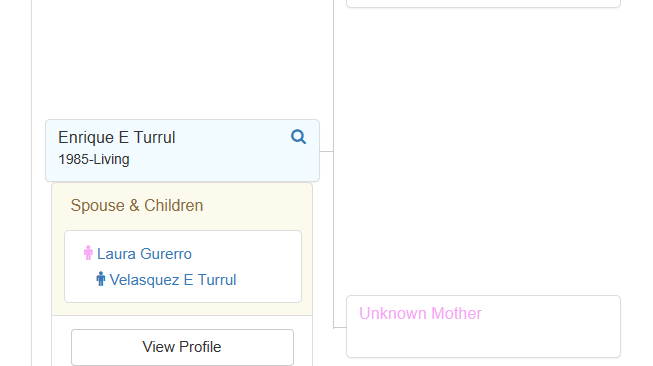 Enrique E Turrul
1985-Living
Spouse & Children
Laura Gurerro
Velasquez E Turrul
View Profile
Unknown Mother